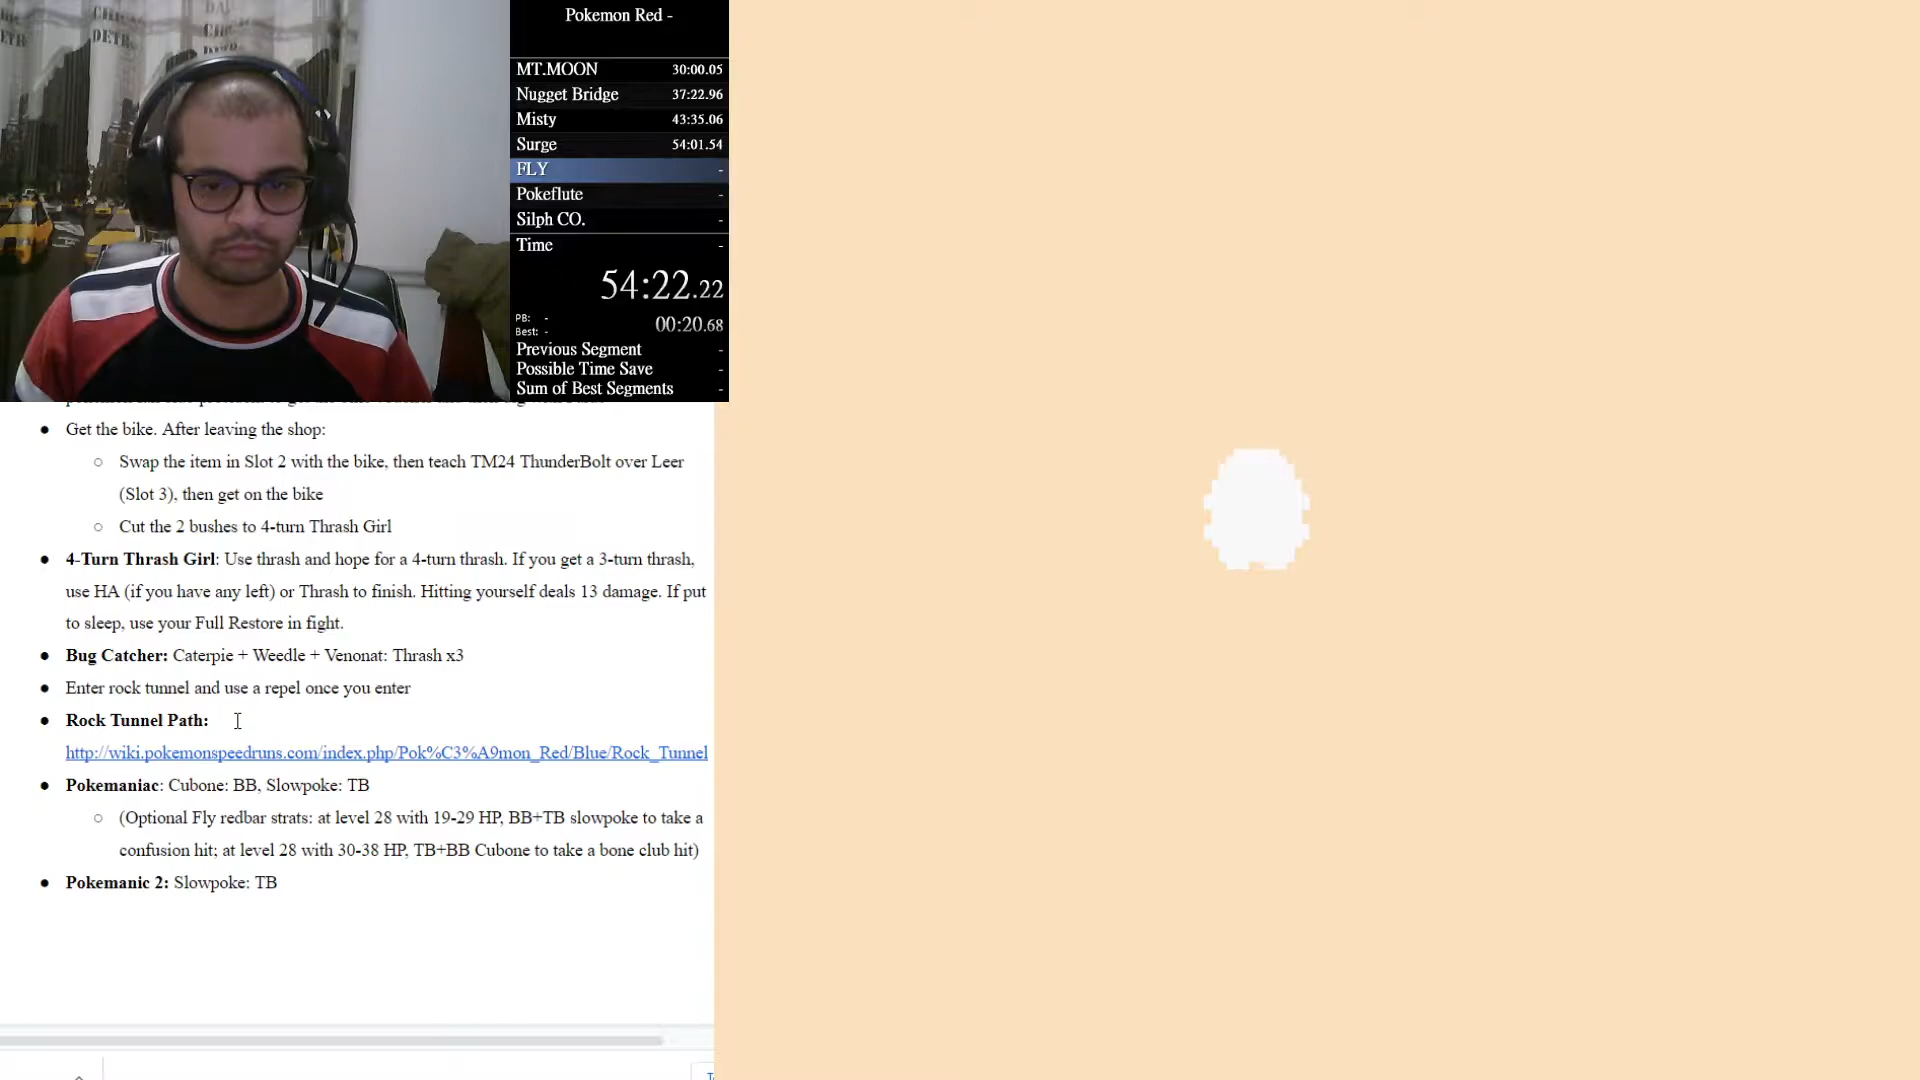 Pokemon Red -
MT.MOON 30:00.05
Nugget Bridge 37:22.96
Misty 43:35.06
Surge 54:01.54
FLY -
Pokeflute -
Silph CO. -
Time -
54:22.22
PB: -
Best: -
00:20.68
Previous Segment -
Possible Time Save -
Sum of Best Segments -
● Get the bike. After leaving the shop:
○ Swap the item in Slot 2 with the bike, then teach TM24 ThunderBolt over Leer
(Slot 3), then get on the bike
○ Cut the 2 bushes to 4-turn Thrash Girl
● 4-Turn Thrash Girl: Use thrash and hope for a 4-turn thrash. If you get a 3-turn thrash,
use HA (if you have any left) or Thrash to finish. Hitting yourself deals 13 damage. If put
to sleep, use your Full Restore in fight.
● Bug Catcher: Caterpie + Weedle + Venonat: Thrash x3
● Enter rock tunnel and use a repel once you enter
● Rock Tunnel Path:
http://wiki.pokemonspeedruns.com/index.php/Pok%C3%A9mon_Red/Blue/Rock_Tunnel
● Pokemaniac: Cubone: BB, Slowpoke: TB
○ (Optional Fly redbar strats: at level 28 with 19-29 HP, BB+TB slowpoke to take a
confusion hit; at level 28 with 30-38 HP, TB+BB Cubone to take a bone club hit)
● Pokemanic 2: Slowpoke: TB